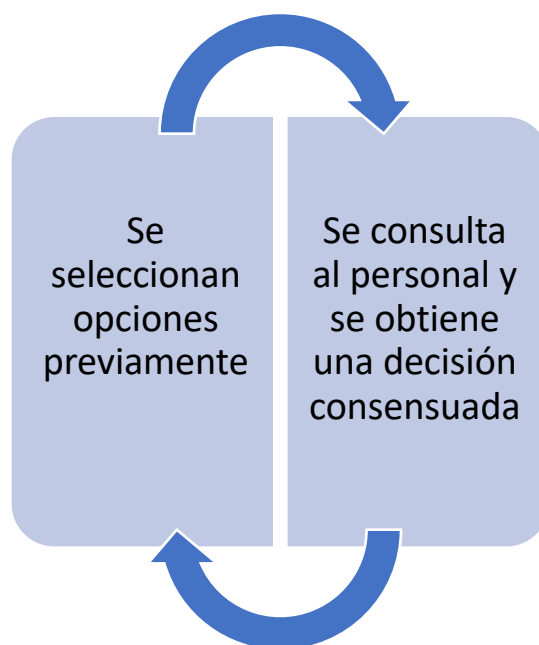 Se
seleccionan
opciones
previamente
Se consulta
al personal y
se obtiene
una decisión
consensuada